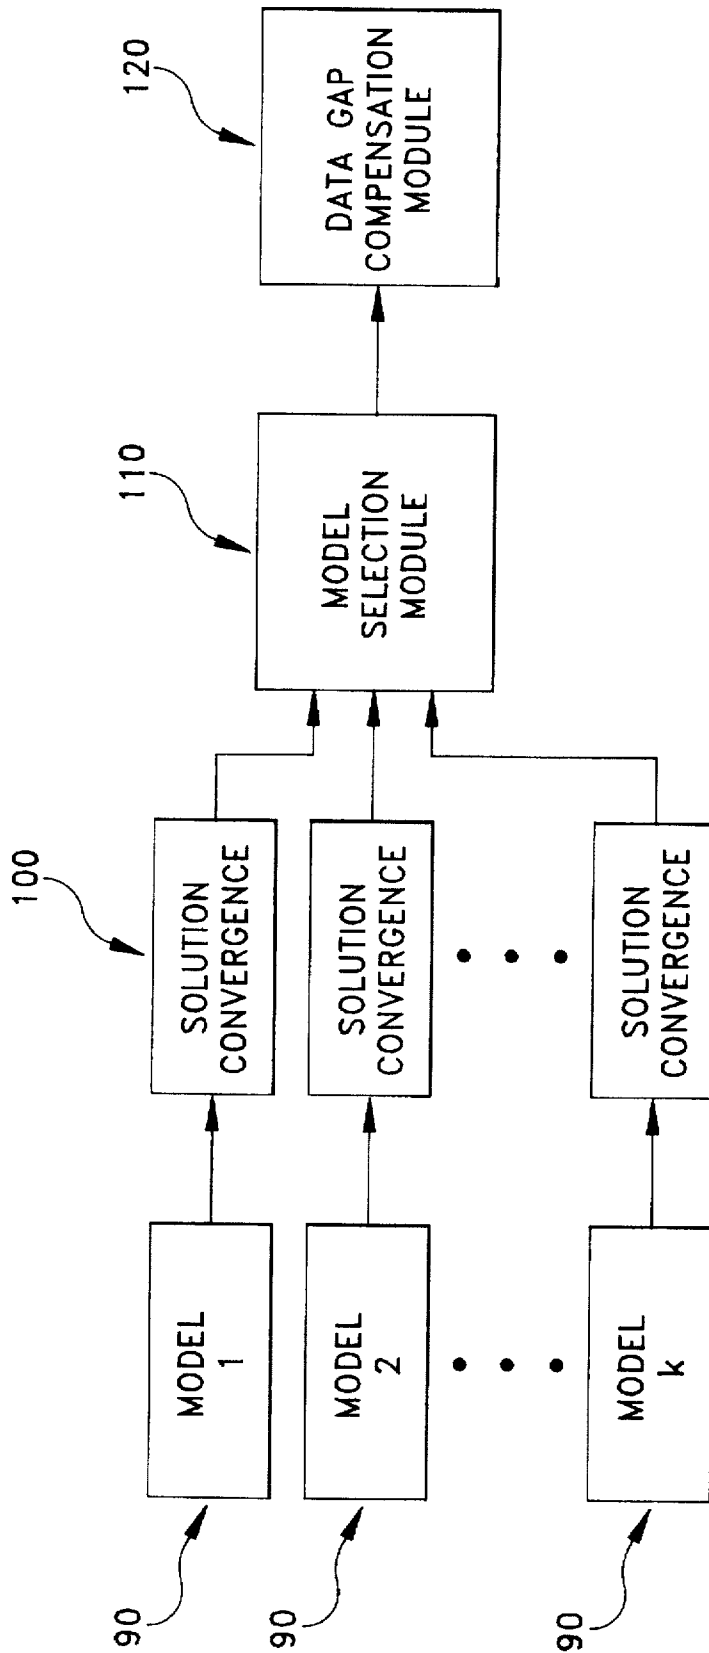 90
MODEL
1
100
SOLUTION
CONVERGENCE
90
MODEL
2
SOLUTION
CONVERGENCE
90
MODEL
k
SOLUTION
CONVERGENCE
110
MODEL
SELECTION
MODULE
120
DATA GAP
COMPENSATION
MODULE